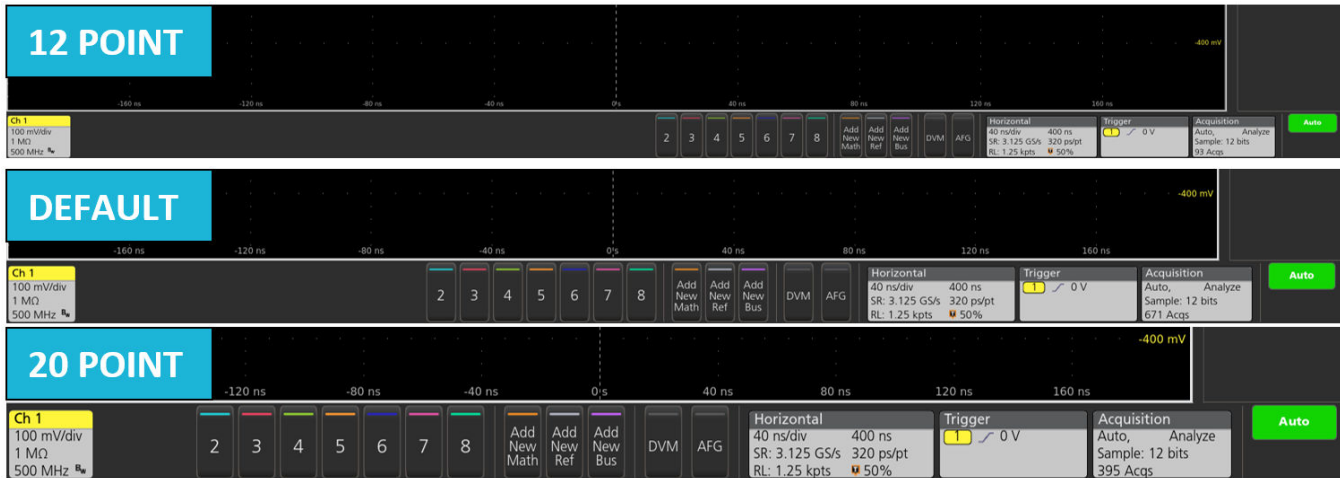 12 POINT
-400 mV
-160 ns -120 ns -80 ns -40 ns 0 s 40 ns 80 ns 120 ns 160 ns
Ch 1
100 mV/div
1 MΩ
500 MHz Bw
2 3 4 5 6 7 8
Add New Math
Add New Ref
Add New Bus
DVM AFG
Horizontal
40 ns/div 400 ns
SR: 3.125 GS/s 320 ps/pt
RL: 1.25 kpts 50%
Trigger
1 0 V
Acquisition
Auto, Analyze
Sample: 12 bits
93 Acqs
Auto
DEFAULT
-400 mV
-160 ns -120 ns -80 ns -40 ns 0 s 40 ns 80 ns 120 ns 160 ns
Ch 1
100 mV/div
1 MΩ
500 MHz Bw
2 3 4 5 6 7 8
Add New Math
Add New Ref
Add New Bus
DVM AFG
Horizontal
40 ns/div 400 ns
SR: 3.125 GS/s 320 ps/pt
RL: 1.25 kpts 50%
Trigger
1 0 V
Acquisition
Auto, Analyze
Sample: 12 bits
671 Acqs
Auto
20 POINT
-400 mV
-120 ns -80 ns -40 ns 0 s 40 ns 80 ns 120 ns 160 ns
Ch 1
100 mV/div
1 MΩ
500 MHz Bw
2 3 4 5 6 7 8
Add New Math
Add New Ref
Add New Bus
DVM AFG
Horizontal
40 ns/div 400 ns
SR: 3.125 GS/s 320 ps/pt
RL: 1.25 kpts 50%
Trigger
1 0 V
Acquisition
Auto, Analyze
Sample: 12 bits
395 Acqs
Auto